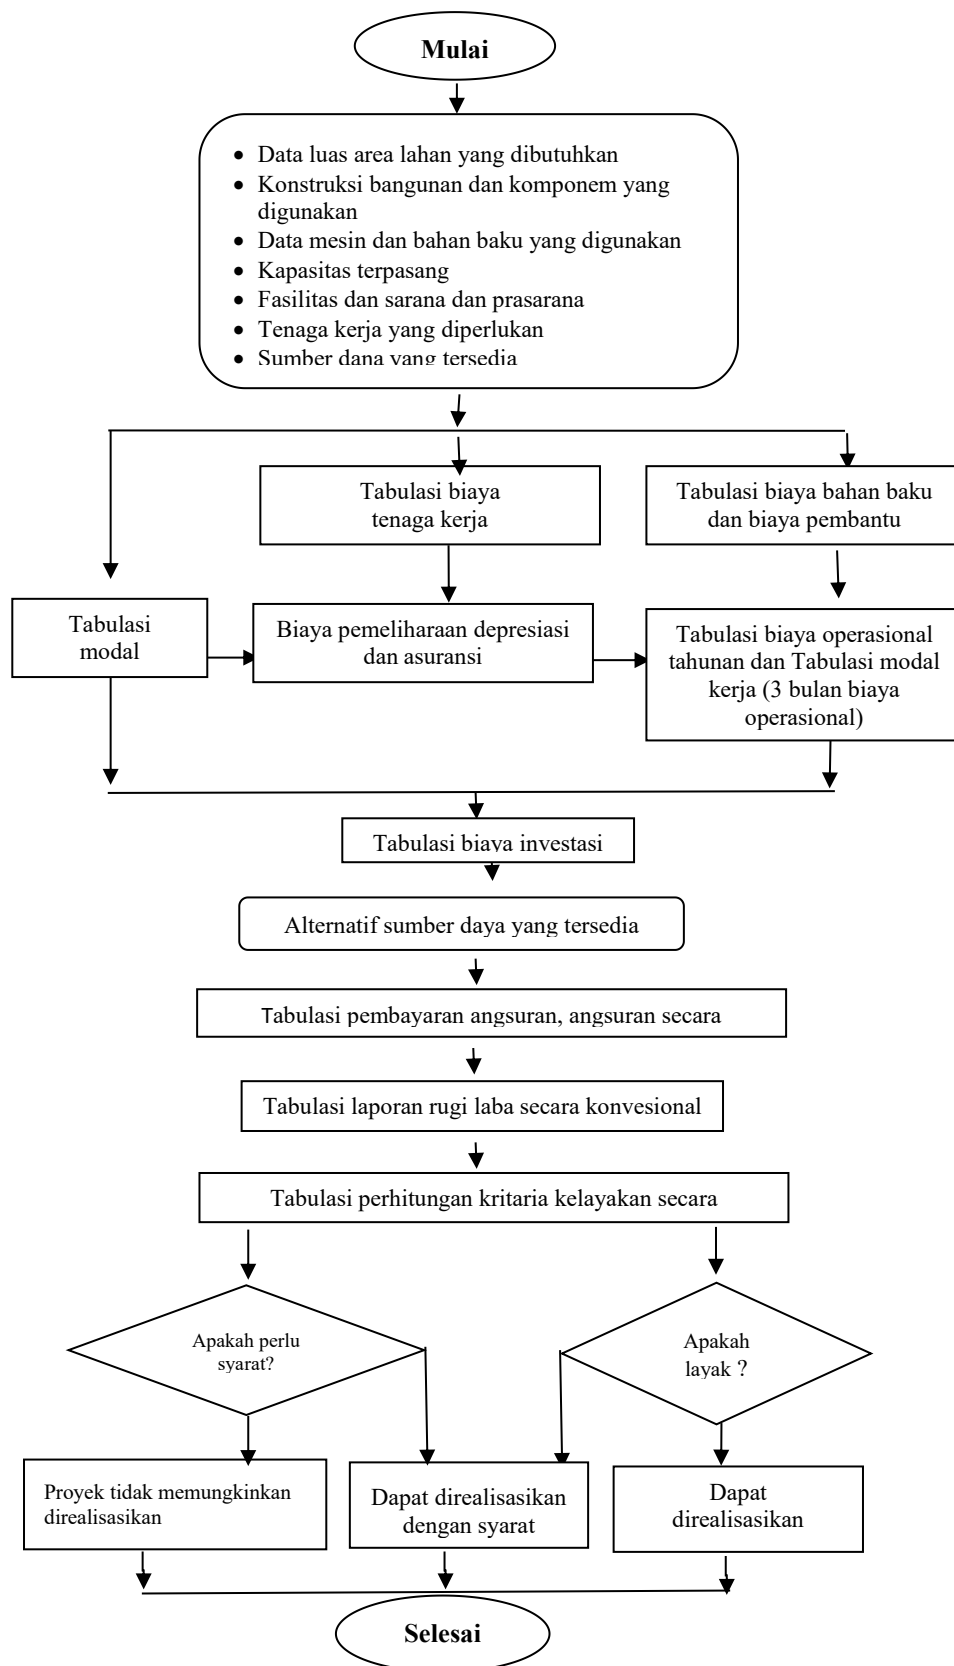 Mulai
• Data luas area lahan yang dibutuhkan
• Konstruksi bangunan dan komponem yang
digunakan
• Data mesin dan bahan baku yang digunakan
• Kapasitas terpasang
• Fasilitas dan sarana dan prasarana
• Tenaga kerja yang diperlukan
• Sumber dana yang tersedia
Tabulasi biaya
tenaga kerja
Tabulasi biaya bahan baku
dan biaya pembantu
Tabulasi
modal
Biaya pemeliharaan depresiasi
dan asuransi
Tabulasi biaya operasional
tahunan dan Tabulasi modal
kerja (3 bulan biaya
operasional)
Tabulasi biaya investasi
Alternatif sumber daya yang tersedia
Tabulasi pembayaran angsuran, angsuran secara
Tabulasi laporan rugi laba secara konvesional
Tabulasi perhitungan kritaria kelayakan secara
Apakah perlu
syarat?
Apakah
layak ?
Proyek tidak memungkinkan
direalisasikan
Dapat direalisasikan
dengan syarat
Dapat
direalisasikan
Selesai